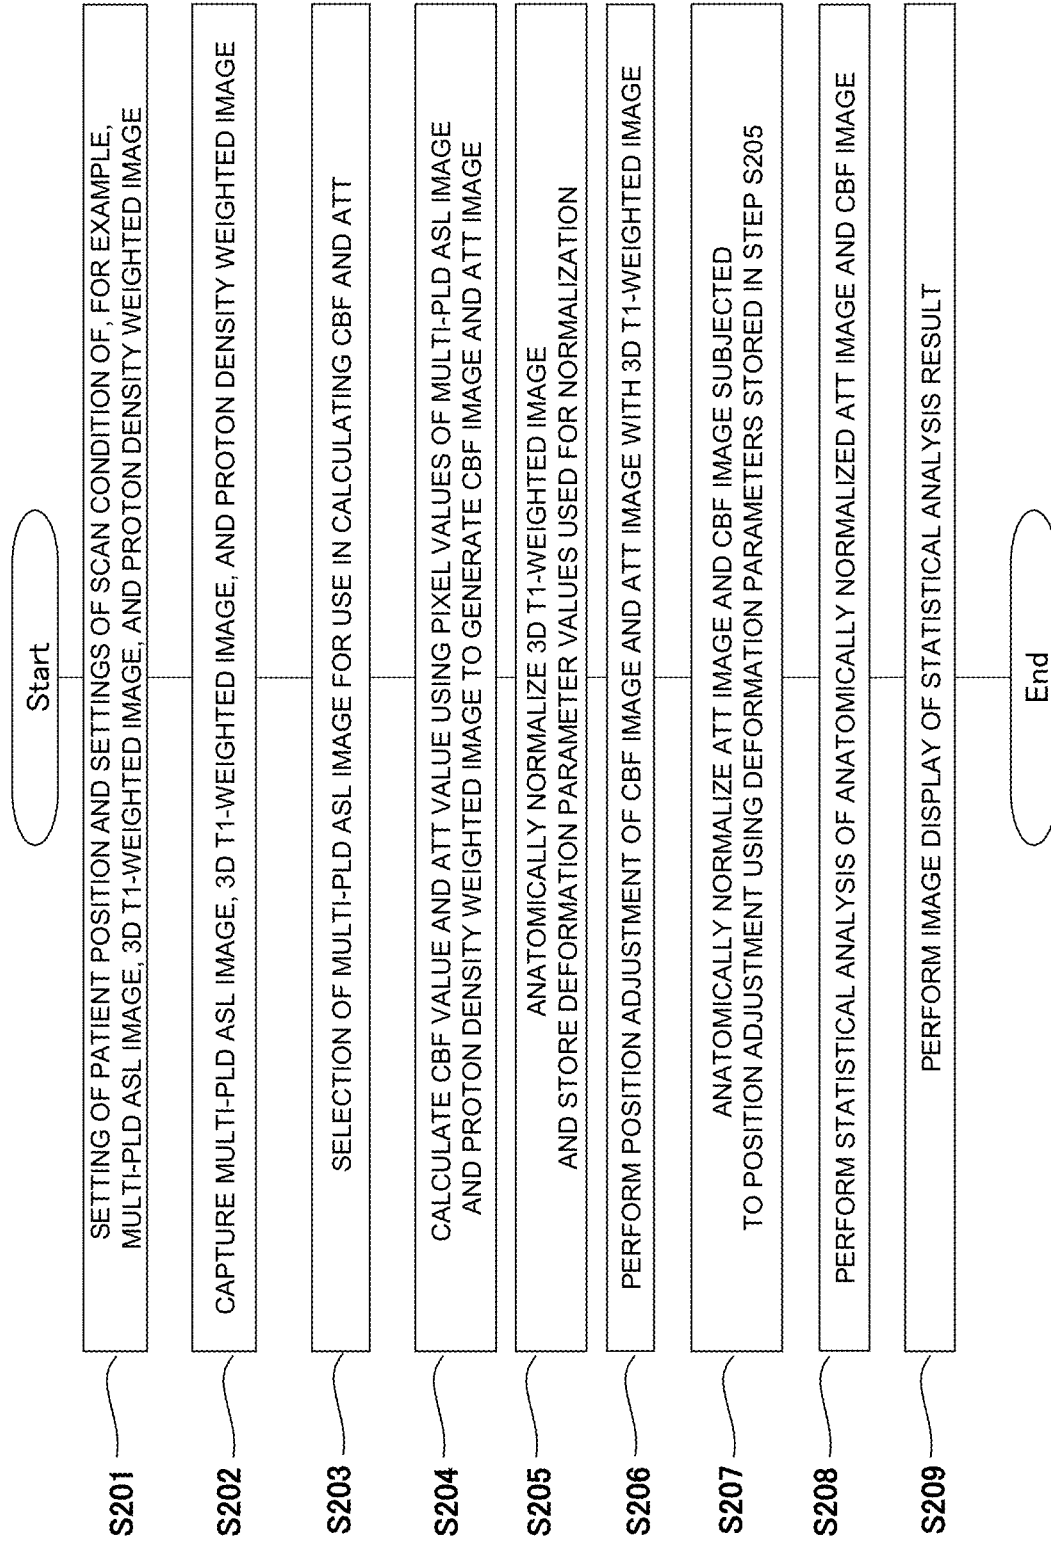 Start
S201
SETTING OF PATIENT POSITION AND SETTINGS OF SCAN CONDITION OF, FOR EXAMPLE,
MULTI-PLD ASL IMAGE, 3D T1-WEIGHTED IMAGE, AND PROTON DENSITY WEIGHTED IMAGE
S202
CAPTURE MULTI-PLD ASL IMAGE, 3D T1-WEIGHTED IMAGE, AND PROTON DENSITY WEIGHTED IMAGE
S203
SELECTION OF MULTI-PLD ASL IMAGE FOR USE IN CALCULATING CBF AND ATT
S204
CALCULATE CBF VALUE AND ATT VALUE USING PIXEL VALUES OF MULTI-PLD ASL IMAGE
AND PROTON DENSITY WEIGHTED IMAGE TO GENERATE CBF IMAGE AND ATT IMAGE
S205
ANATOMICALLY NORMALIZE 3D T1-WEIGHTED IMAGE
AND STORE DEFORMATION PARAMETER VALUES USED FOR NORMALIZATION
S206
PERFORM POSITION ADJUSTMENT OF CBF IMAGE AND ATT IMAGE WITH 3D T1-WEIGHTED IMAGE
S207
ANATOMICALLY NORMALIZE ATT IMAGE AND CBF IMAGE SUBJECTED
TO POSITION ADJUSTMENT USING DEFORMATION PARAMETERS STORED IN STEP S205
S208
PERFORM STATISTICAL ANALYSIS OF ANATOMICALLY NORMALIZED ATT IMAGE AND CBF IMAGE
S209
PERFORM IMAGE DISPLAY OF STATISTICAL ANALYSIS RESULT
End